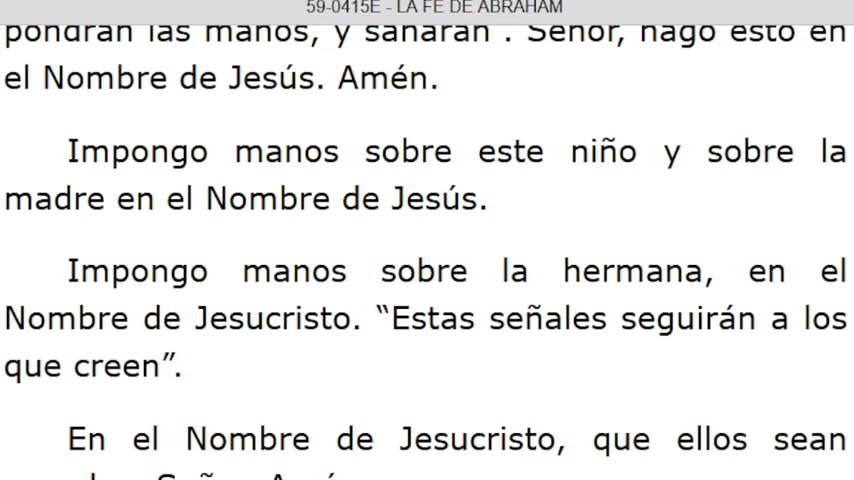 59-0415E - LA FE DE ABRAHAM
pondrán las manos, y sanarán”. Señor, hago esto en
el Nombre de Jesús. Amén.
Impongo manos sobre este niño y sobre la
madre en el Nombre de Jesús.
Impongo manos sobre la hermana, en el
Nombre de Jesucristo. “Estas señales seguirán a los
que creen”.
En el Nombre de Jesucristo, que ellos sean
Señor. Amén